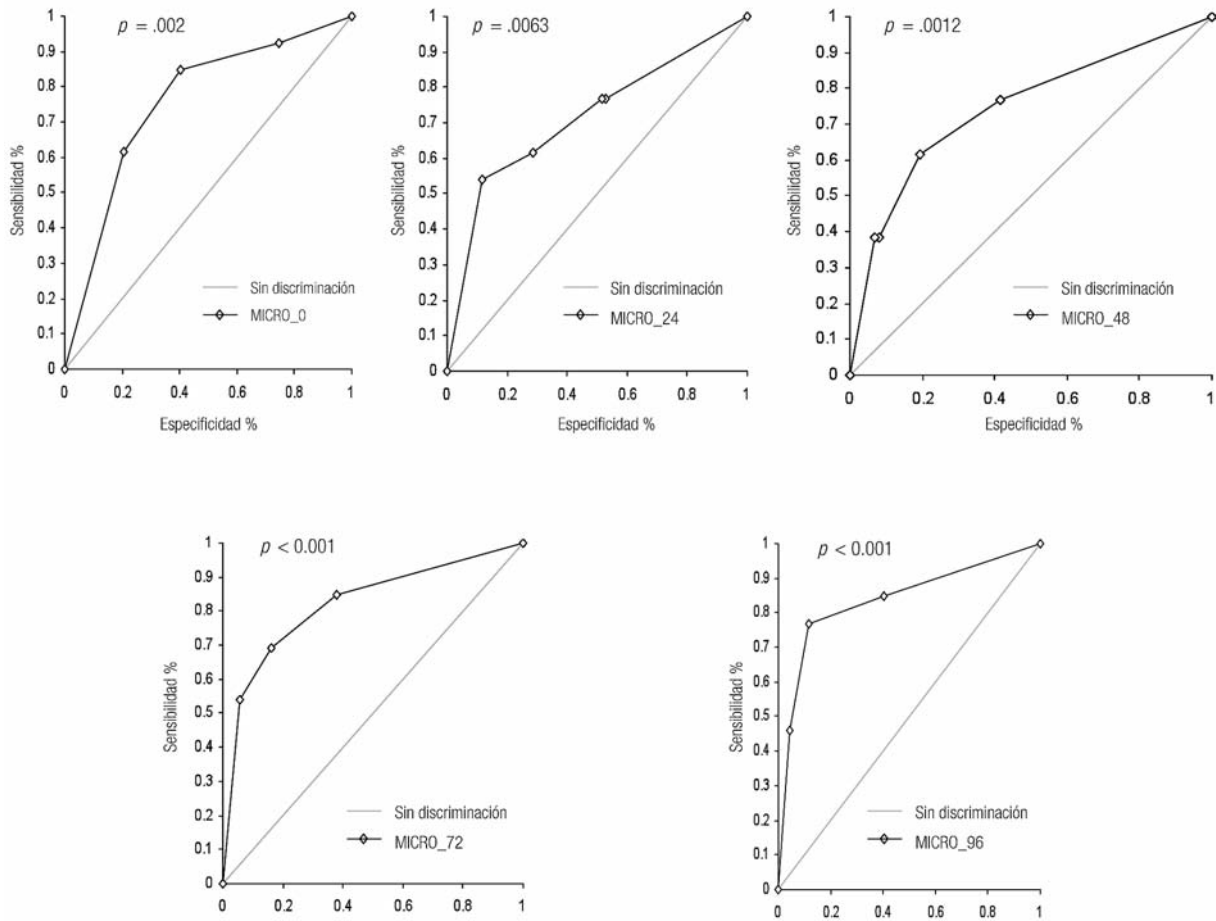 p = .002
1
0.9
0.8
0.7
0.6
0.5
0.4
0.3
0.2
0.1
0
Sensibilidad %
Sin discriminación
MICRO_0
0 0.2 0.4 0.6 0.8 1
Especificidad %
p = .0063
1
0.9
0.8
0.7
0.6
0.5
0.4
0.3
0.2
0.1
0
Sensibilidad %
Sin discriminación
MICRO_24
0 0.2 0.4 0.6 0.8 1
Especificidad %
p = .0012
1
0.9
0.8
0.7
0.6
0.5
0.4
0.3
0.2
0.1
0
Sensibilidad %
Sin discriminación
MICRO_48
0 0.2 0.4 0.6 0.8 1
Especificidad %
p < 0.001
1
0.9
0.8
0.7
0.6
0.5
0.4
0.3
0.2
0.1
0
Sensibilidad %
Sin discriminación
MICRO_72
0 0.2 0.4 0.6 0.8 1
p < 0.001
1
0.9
0.8
0.7
0.6
0.5
0.4
0.3
0.2
0.1
0
Sensibilidad %
Sin discriminación
MICRO_96
0 0.2 0.4 0.6 0.8 1